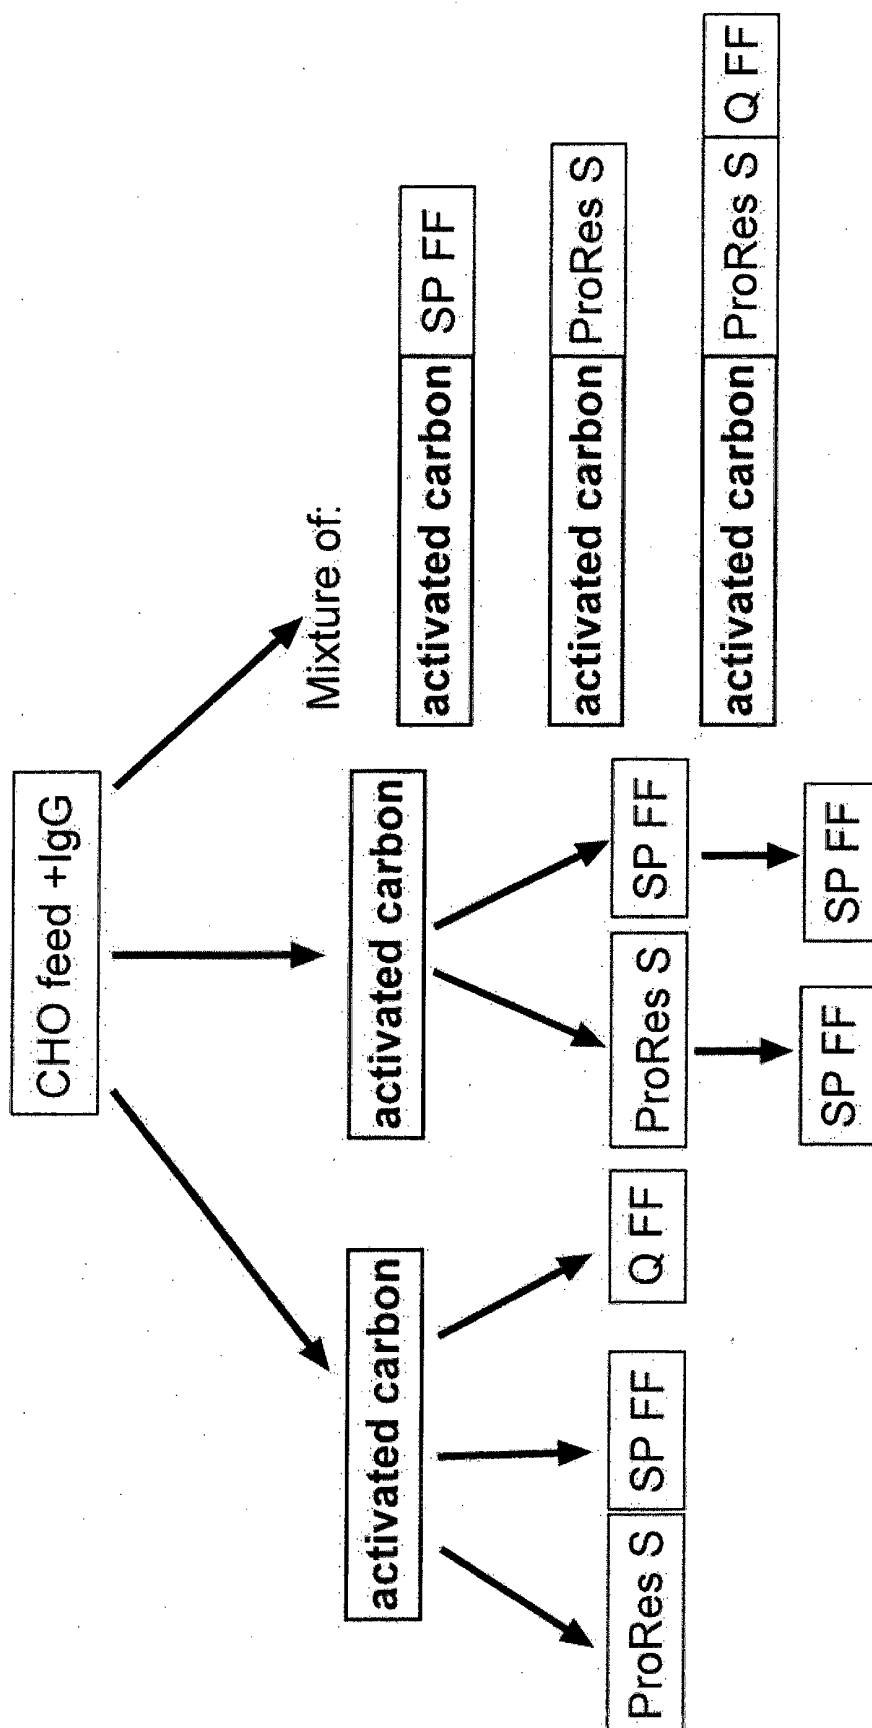 CHO feed +IgG
activated carbon
ProRes S
SP FF
Q FF
activated carbon
ProRes S
SP FF
SP FF
SP FF
Mixture of:
activated carbon
SP FF
activated carbon
ProRes S
activated carbon
ProRes S
Q FF